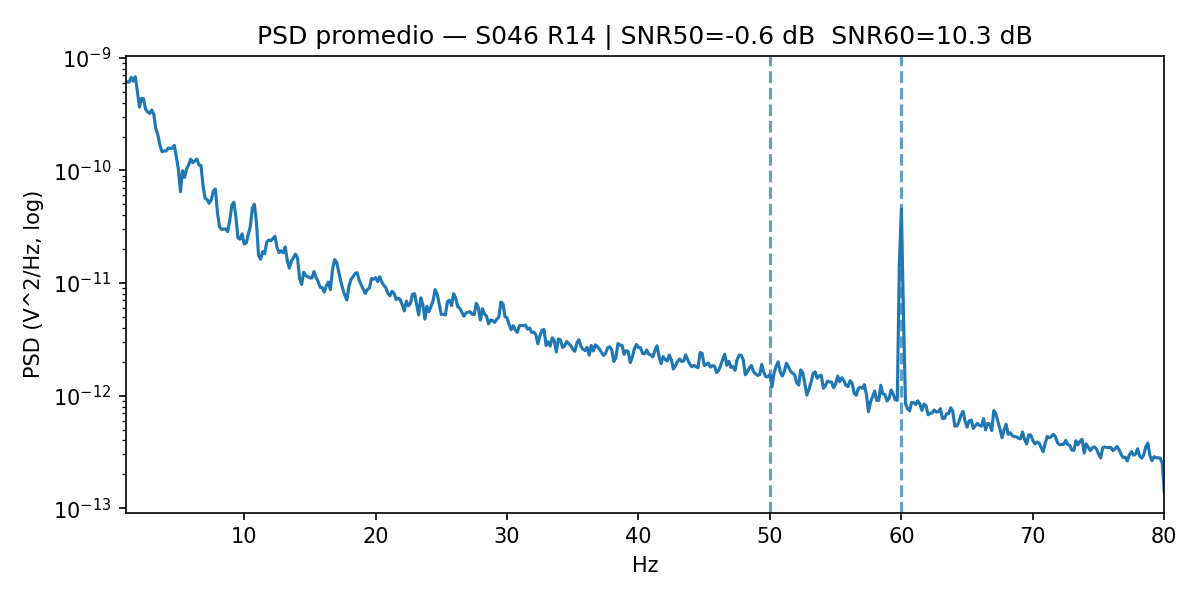 PSD promedio — S046 R14 | SNR50=-0.6 dB  SNR60=10.3 dB
PSD (V^2/Hz, log)
10⁻⁹
10⁻¹⁰
10⁻¹¹
10⁻¹²
10⁻¹³
10 20 30 40 50 60 70 80
Hz